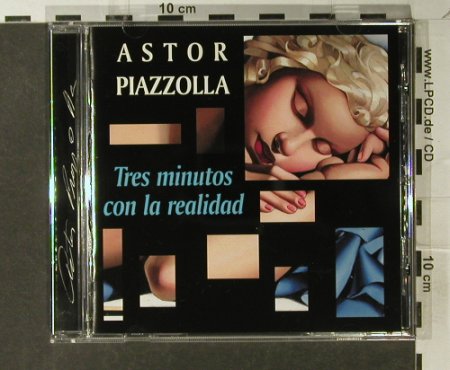 10 cm
ASTOR
PIAZZOLLA
Tres minutos
con la realidad
www.LPCD.de / CD
10 cm